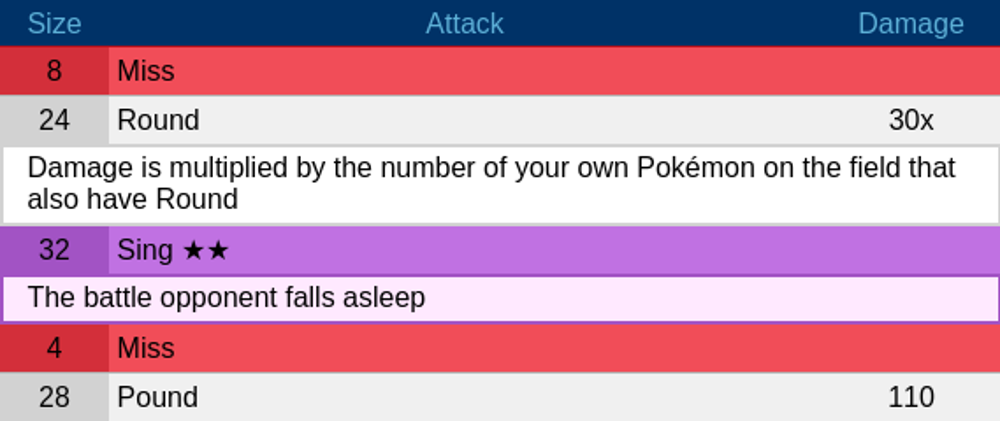 Size Attack Damage
8 Miss
24 Round 30x
Damage is multiplied by the number of your own Pokémon on the field that
also have Round
32 Sing ★★
The battle opponent falls asleep
4 Miss
28 Pound 110